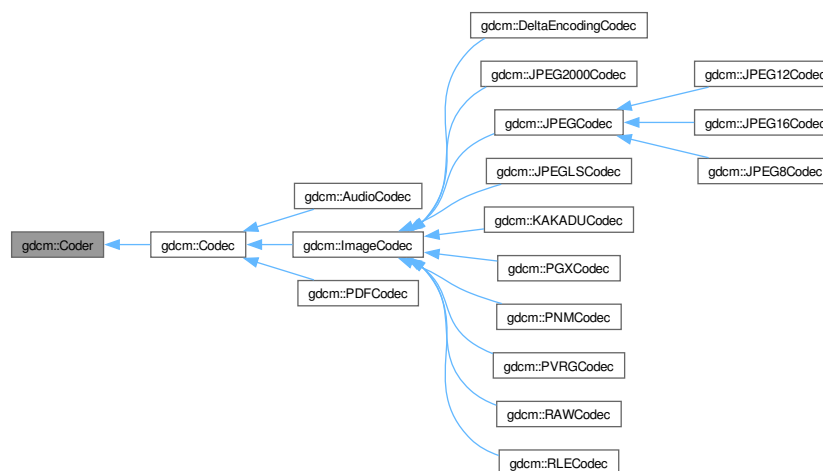 gdcm::DeltaEncodingCodec
gdcm::JPEG2000Codec
gdcm::JPEG12Codec
gdcm::JPEGCodec
gdcm::JPEG16Codec
gdcm::JPEGLSCodec
gdcm::JPEG8Codec
gdcm::AudioCodec
gdcm::KAKADUCodec
gdcm::Coder
gdcm::Codec
gdcm::ImageCodec
gdcm::PGXCodec
gdcm::PDFCodec
gdcm::PNMCodec
gdcm::PVRGCodec
gdcm::RAWCodec
gdcm::RLECodec